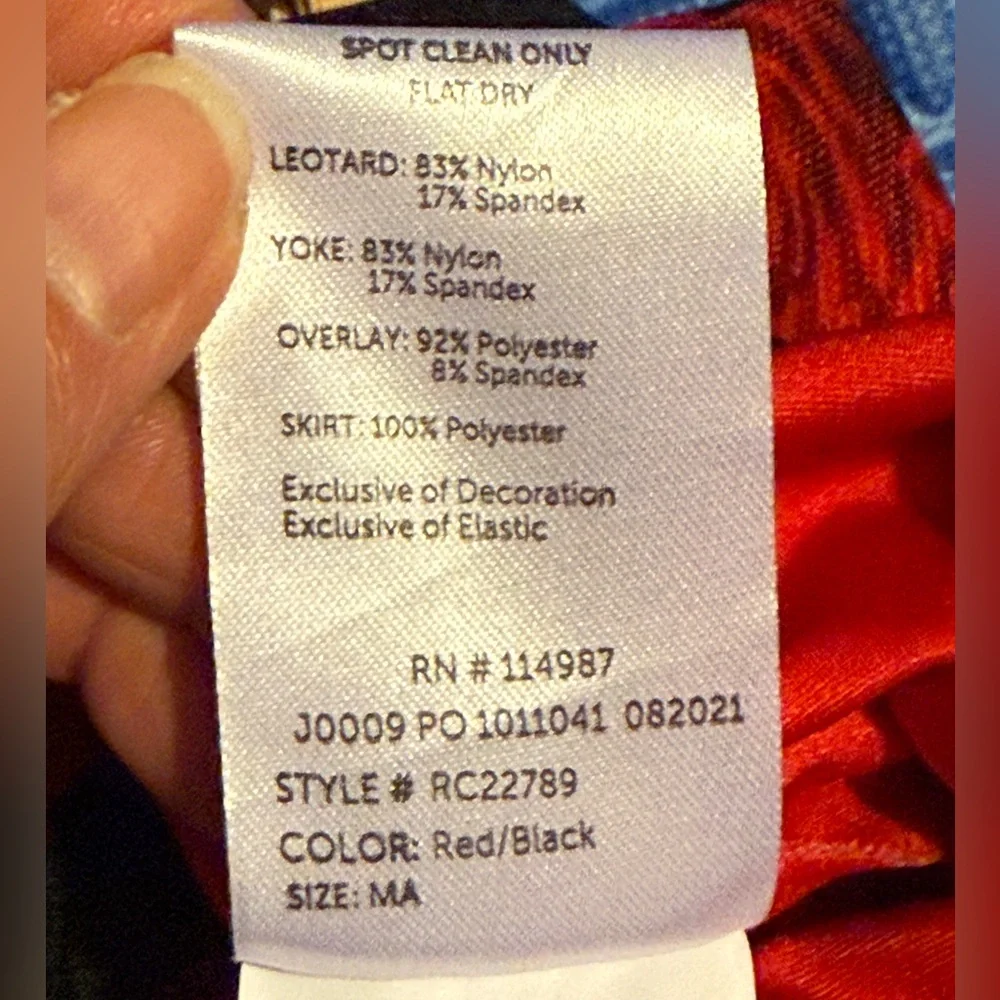 SPOT CLEAN ONLY
FLAT DRY
LEOTARD: 83% Nylon
17% Spandex
YOKE: 83% Nylon
17% Spandex
OVERLAY: 92% Polyester
8% Spandex
SKIRT: 100% Polyester
Exclusive of Decoration
Exclusive of Elastic
RN # 114987
J0009 PO 1011041 082021
STYLE # RC22789
COLOR: Red/Black
SIZE: MA